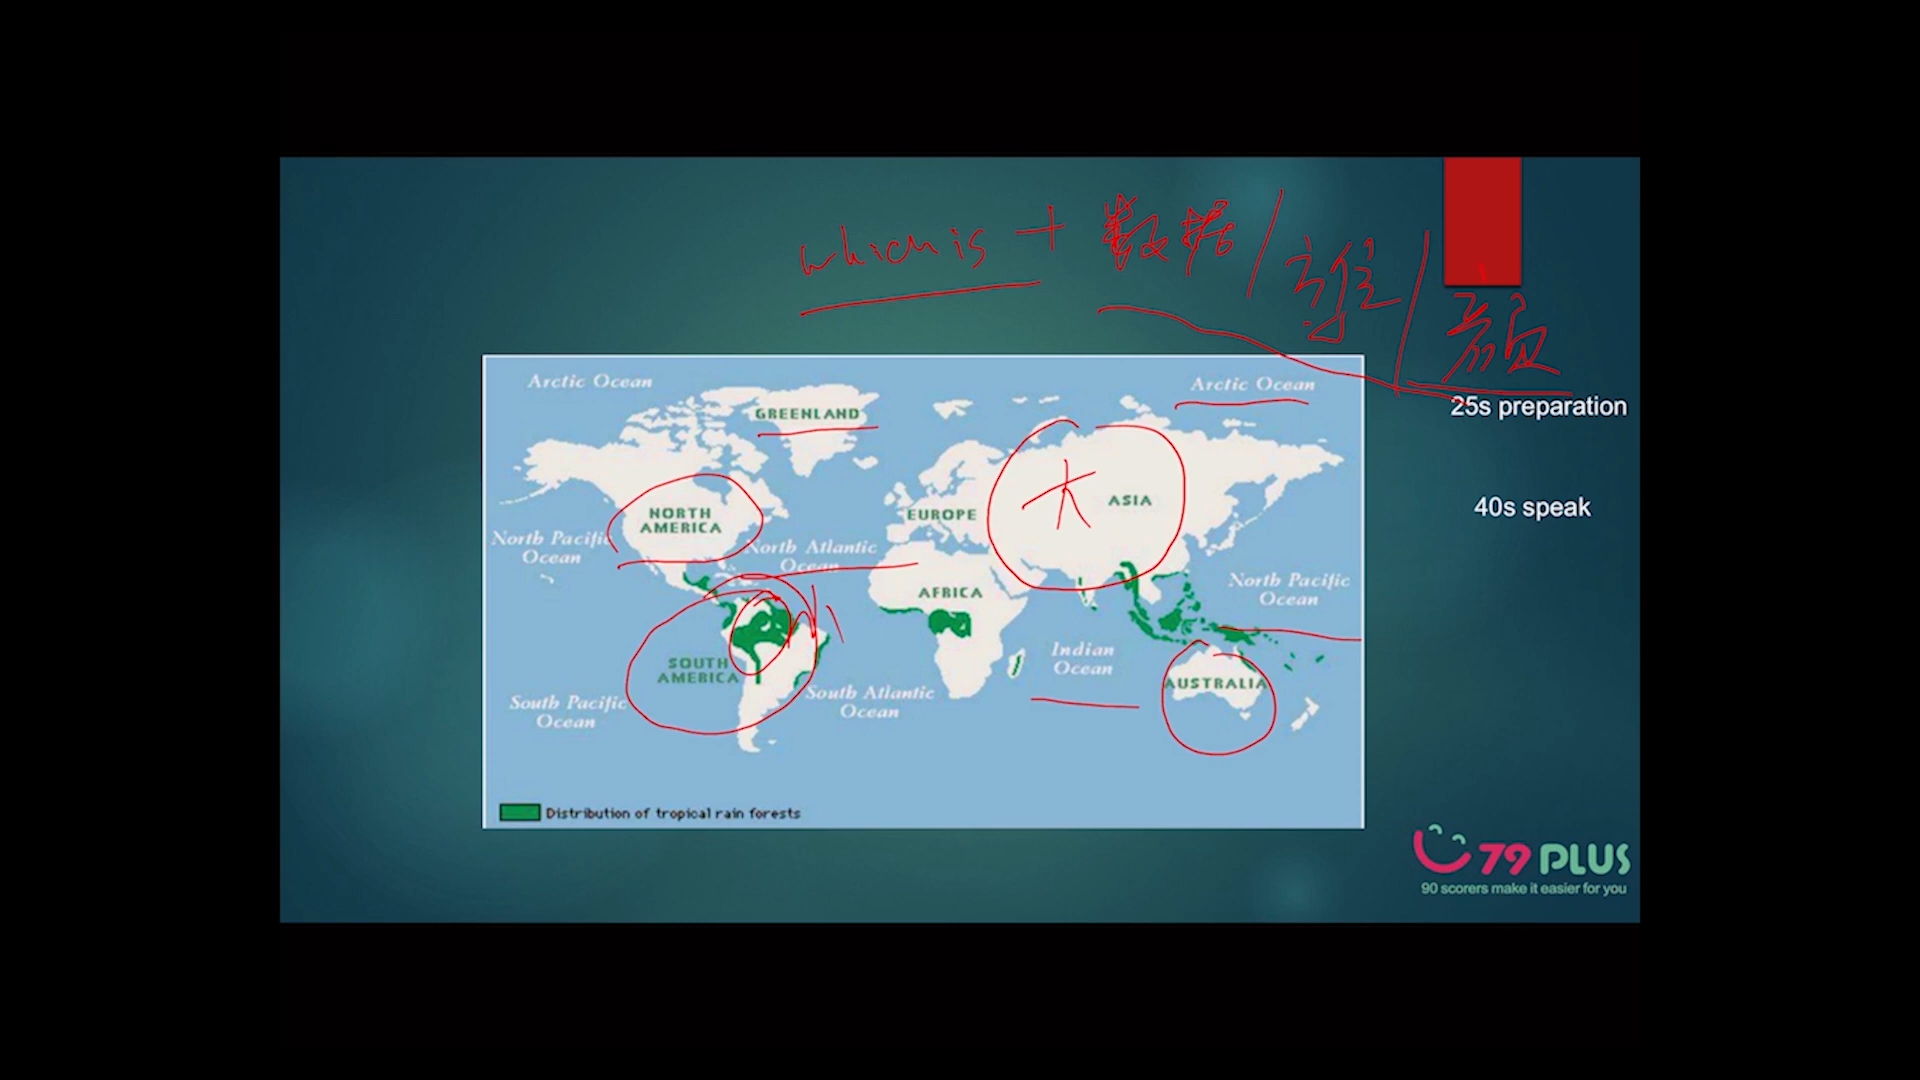 which is + 数据/
25s preparation
40s speak
Arctic Ocean
Arctic Ocean
GREENLAND
大
ASIA
NORTH
AMERICA
EUROPE
North Pacific
Ocean
North Atlantic
Ocean
AFRICA
North Pacific
Ocean
Indian
Ocean
SOUTH
AMERICA
AUSTRALIA
South Pacific
Ocean
South Atlantic
Ocean
Distribution of tropical rain forests
79 PLUS
90 scorers make it easier for you